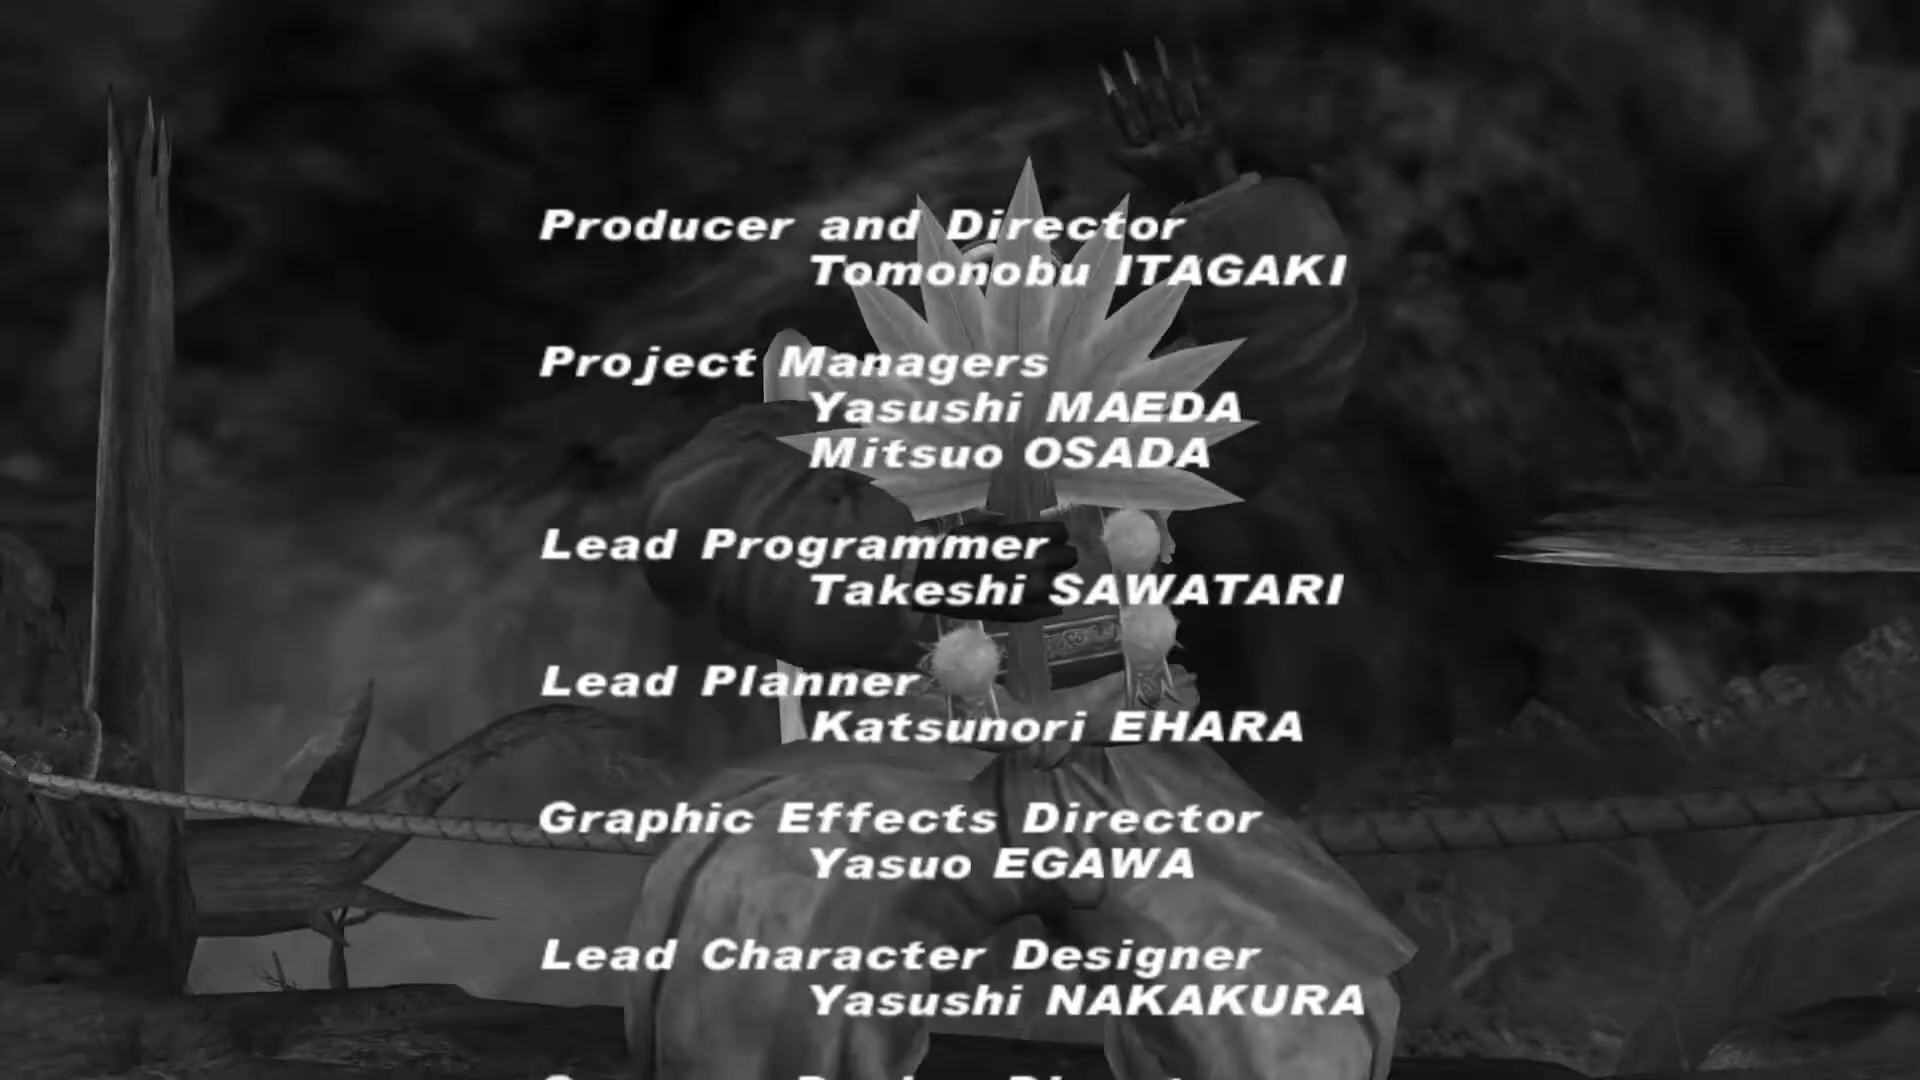 Producer and Director
Tomonobu ITAGAKI
Project Managers
Yasushi MAEDA
Mitsuo OSADA
Lead Programmer
Takeshi SAWATARI
Lead Planner
Katsunori EHARA
Graphic Effects Director
Yasuo EGAWA
Lead Character Designer
Yasushi NAKAKURA